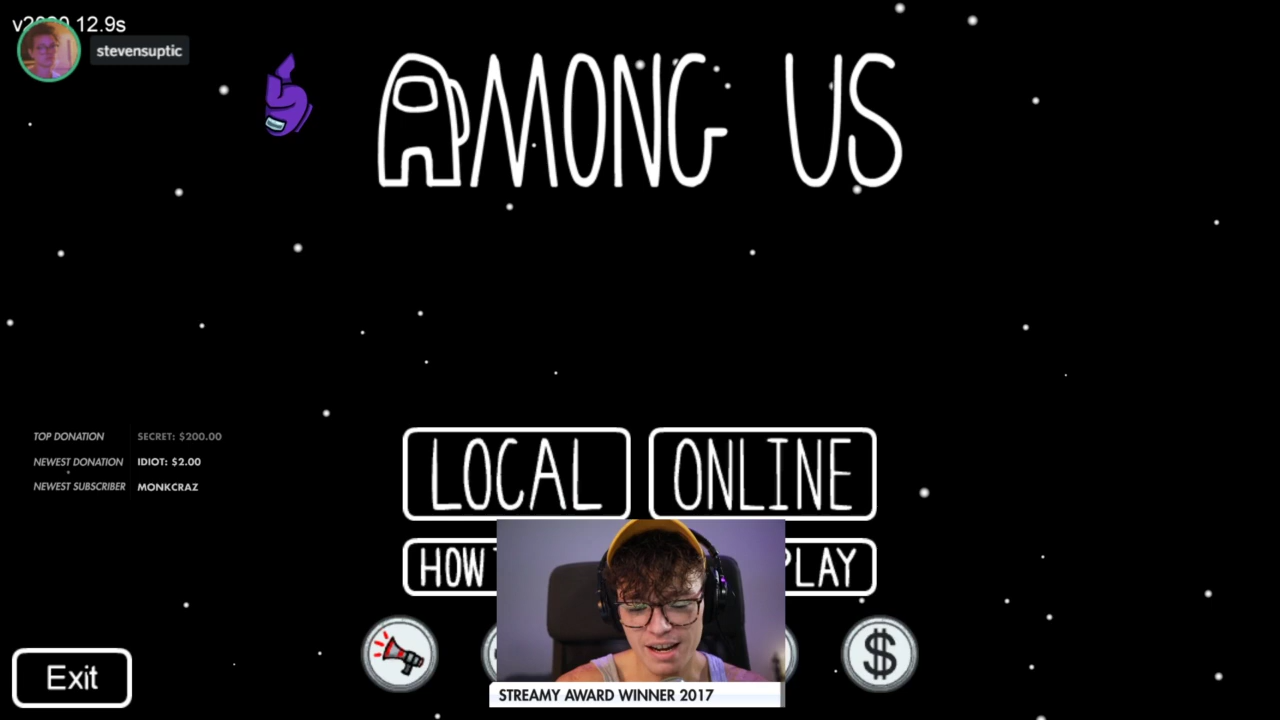 12.9s
stevensuptic
AMONG US
TOP DONATION SECRET: $200.00
NEWEST DONATION IDIOT: $2.00
NEWEST SUBSCRIBER MONKCRAZ
LOCAL ONLINE
HOW PLAY
$
Exit
STREAMY AWARD WINNER 2017